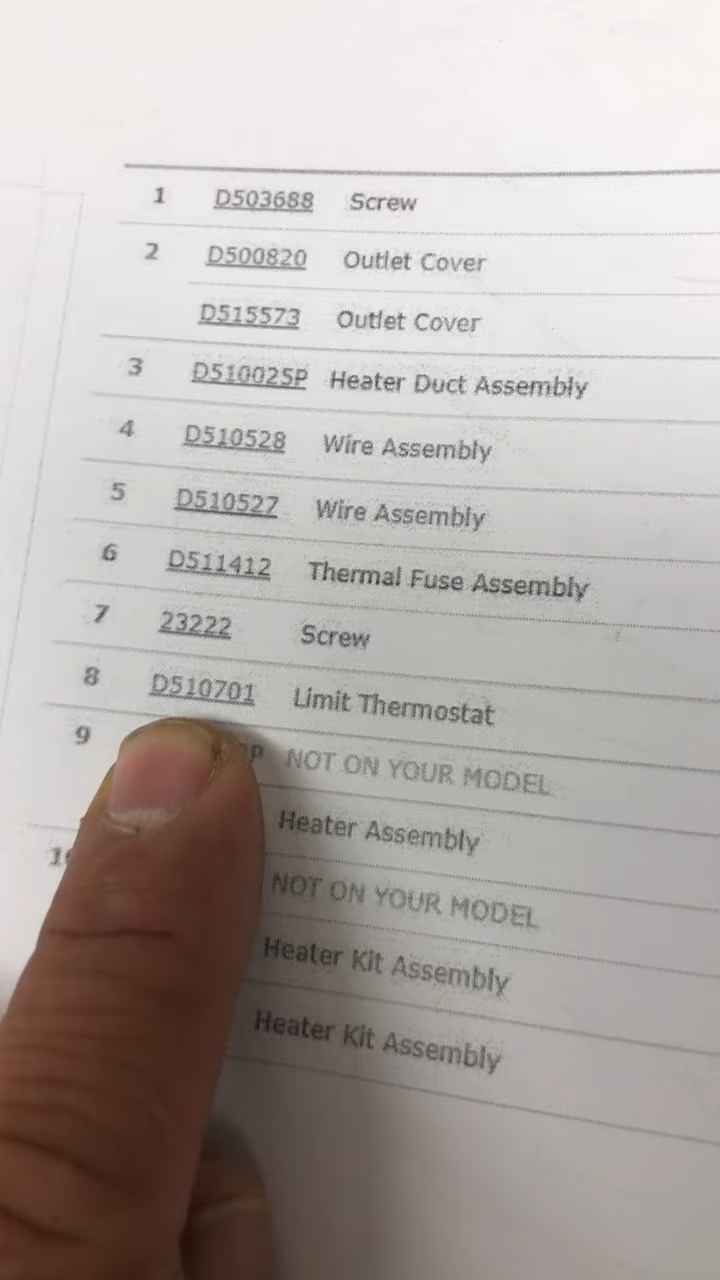 1 D503688 Screw
2 D500820 Outlet Cover
D515573 Outlet Cover
3 D510025P Heater Duct Assembly
4 D510528 Wire Assembly
5 D510527 Wire Assembly
6 D511412 Thermal Fuse Assembly
7 23222 Screw
8 D510701 Limit Thermostat
9 NOT ON YOUR MODEL
Heater Assembly
NOT ON YOUR MODEL
Heater Kit Assembly
Heater Kit Assembly